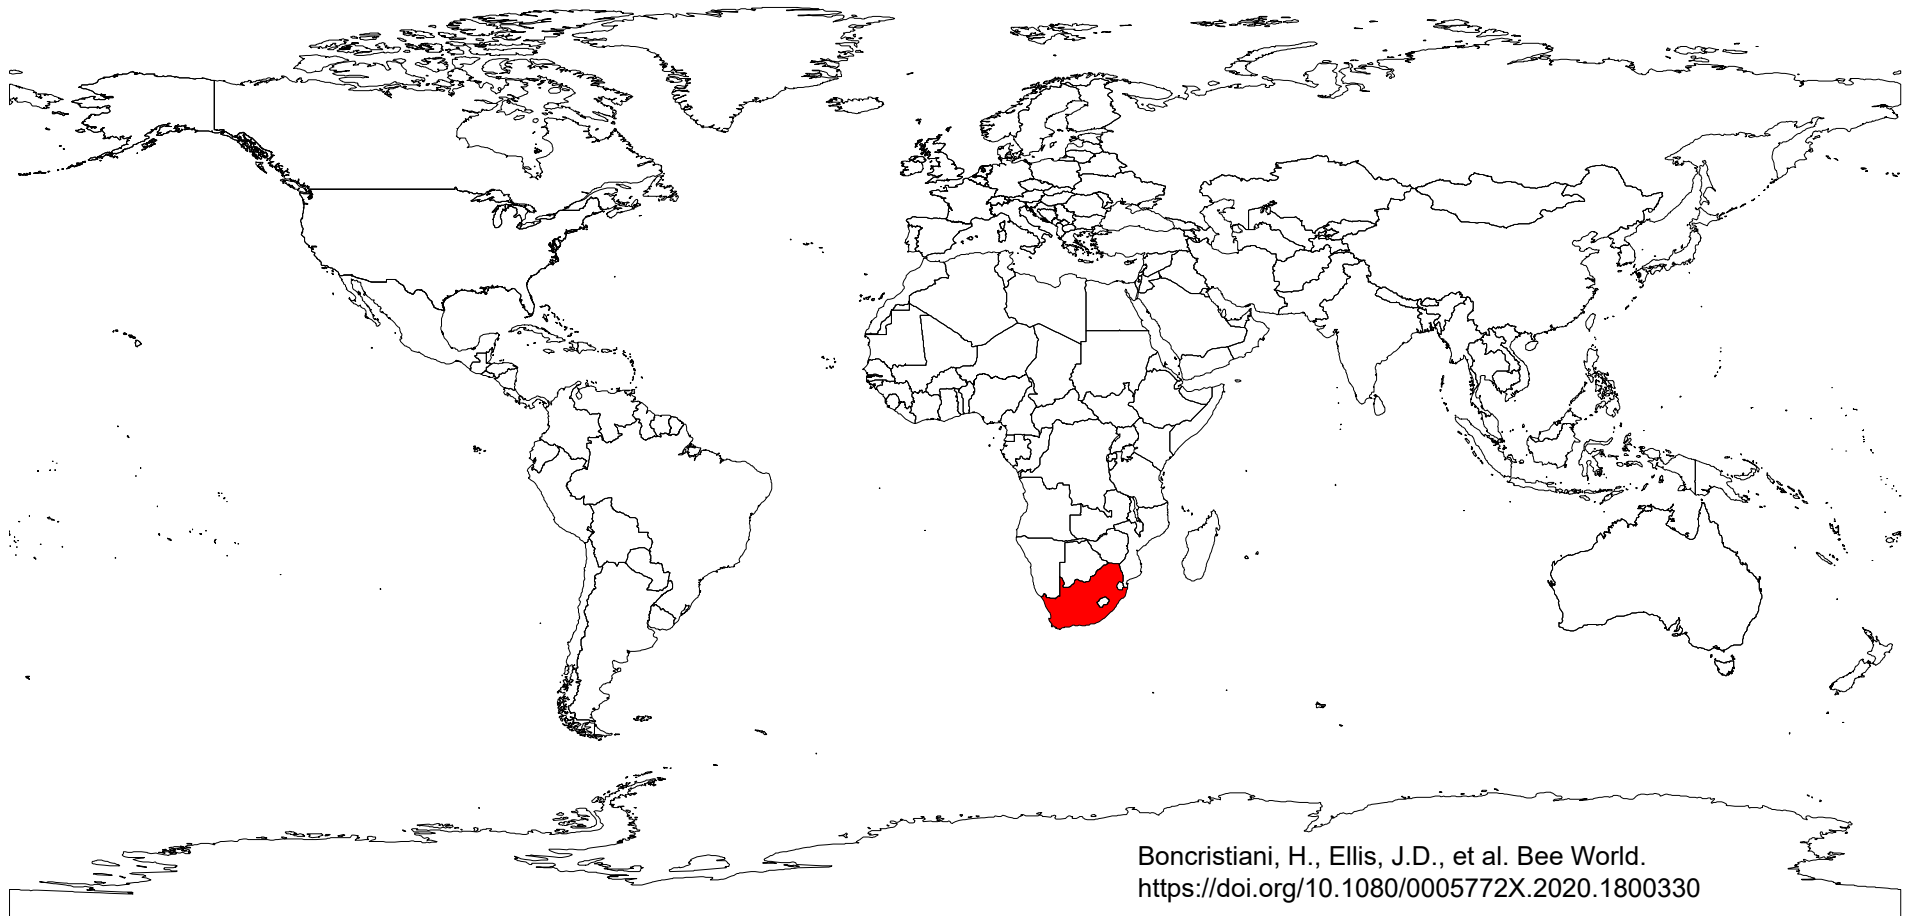 Boncristiani, H., Ellis, J.D., et al. Bee World.
https://doi.org/10.1080/0005772X.2020.1800330